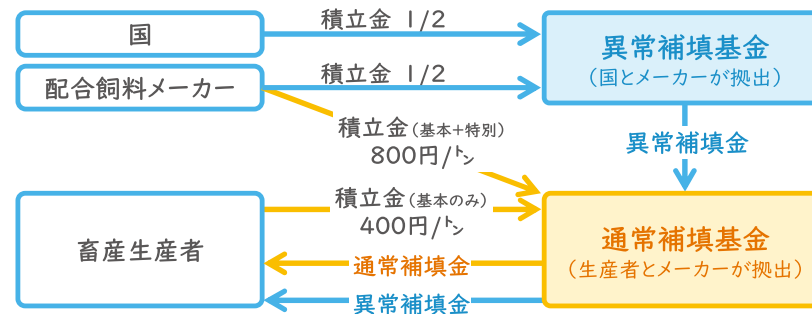 国
積立金 1/2
異常補填基金
(国とメーカーが拠出)
配合飼料メーカー
積立金 1/2
積立金(基本+特別)
800円/㌧
異常補填金
畜産生産者
積立金(基本のみ)
400円/㌧
通常補填基金
(生産者とメーカーが拠出)
通常補填金
異常補填金